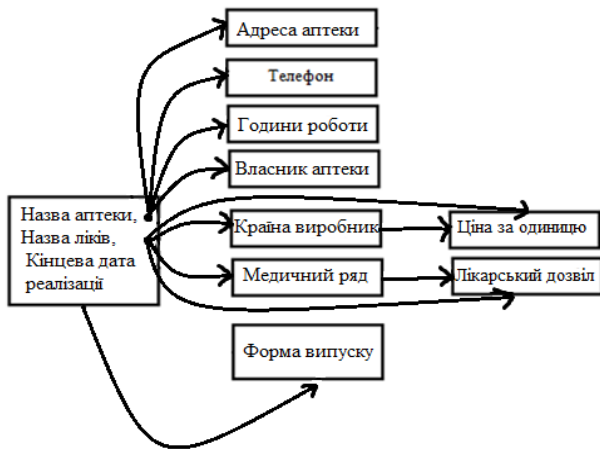 Адреса аптеки
Телефон
Години роботи
Власник аптеки
Назва аптеки,
Назва ліків,
Кінцева дата
реалізації
Країна виробник
Ціна за одиницю
Медичний ряд
Лікарський дозвіл
Форма випуску